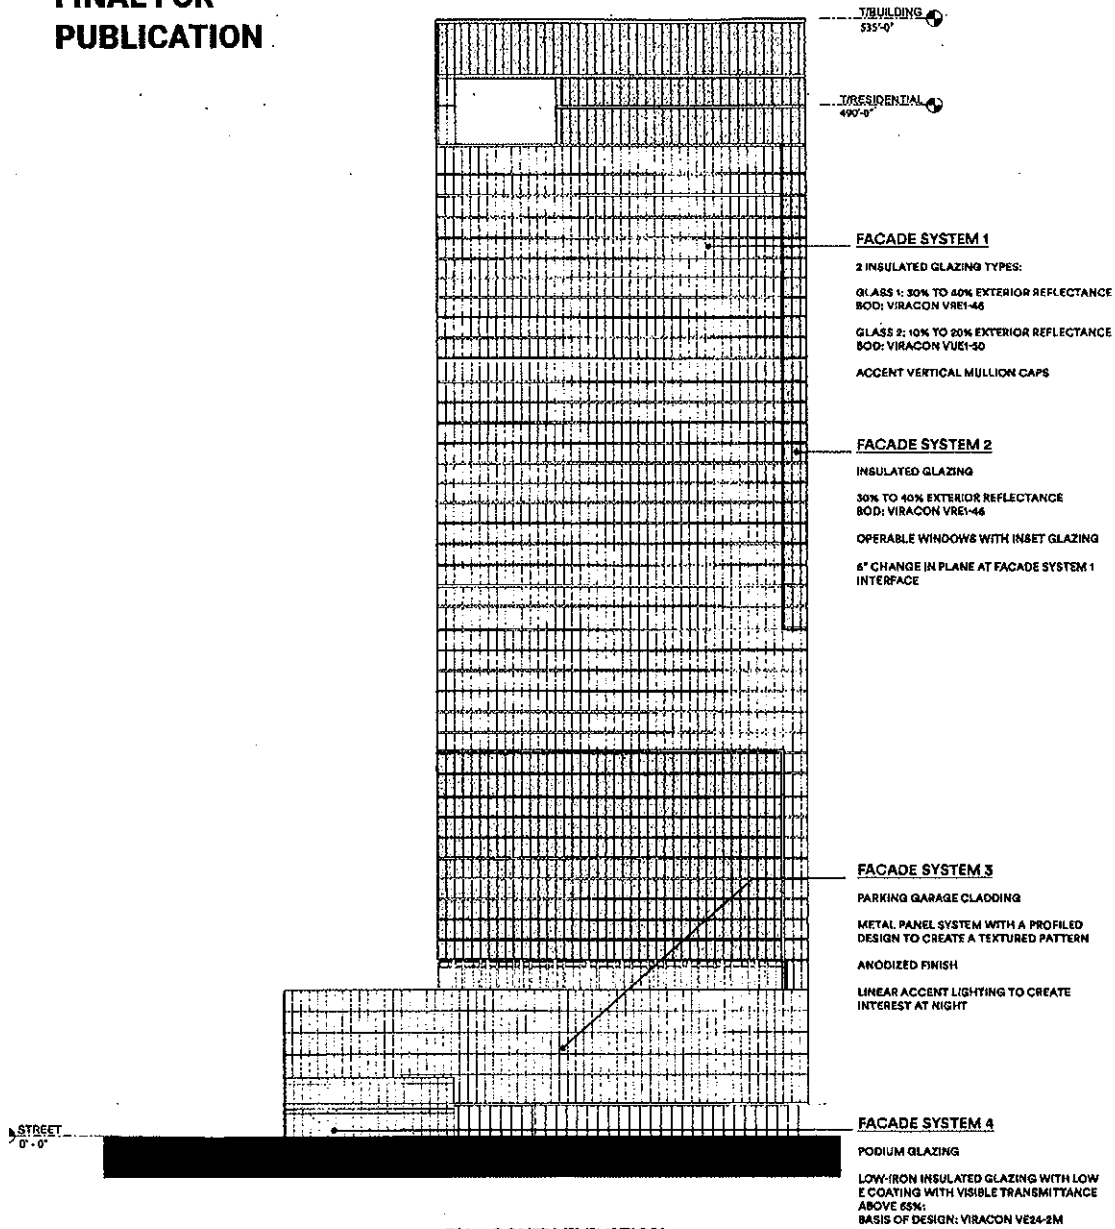 FINAL FOR
PUBLICATION
T/BUILDING
535'-0"
T/RESIDENTIAL
490'-0"
FACADE SYSTEM 1
2 INSULATED GLAZING TYPES:
GLASS 1: 30% TO 40% EXTERIOR REFLECTANCE
BOD: VIRACON VRE1-46
GLASS 2: 10% TO 20% EXTERIOR REFLECTANCE
BOD: VIRACON VUE1-50
ACCENT VERTICAL MULLION CAPS
FACADE SYSTEM 2
INSULATED GLAZING
30% TO 40% EXTERIOR REFLECTANCE
BOD: VIRACON VRE1-46
OPERABLE WINDOWS WITH INSET GLAZING
6" CHANGE IN PLANE AT FACADE SYSTEM 1
INTERFACE
FACADE SYSTEM 3
PARKING GARAGE CLADDING
METAL PANEL SYSTEM WITH A PROFILED
DESIGN TO CREATE A TEXTURED PATTERN
ANODIZED FINISH
LINEAR ACCENT LIGHTING TO CREATE
INTEREST AT NIGHT
STREET
0'-0"
FACADE SYSTEM 4
PODIUM GLAZING
LOW-IRON INSULATED GLAZING WITH LOW
E COATING WITH VISIBLE TRANSMITTANCE
ABOVE 65%:
BASIS OF DESIGN: VIRACON VE24-2M